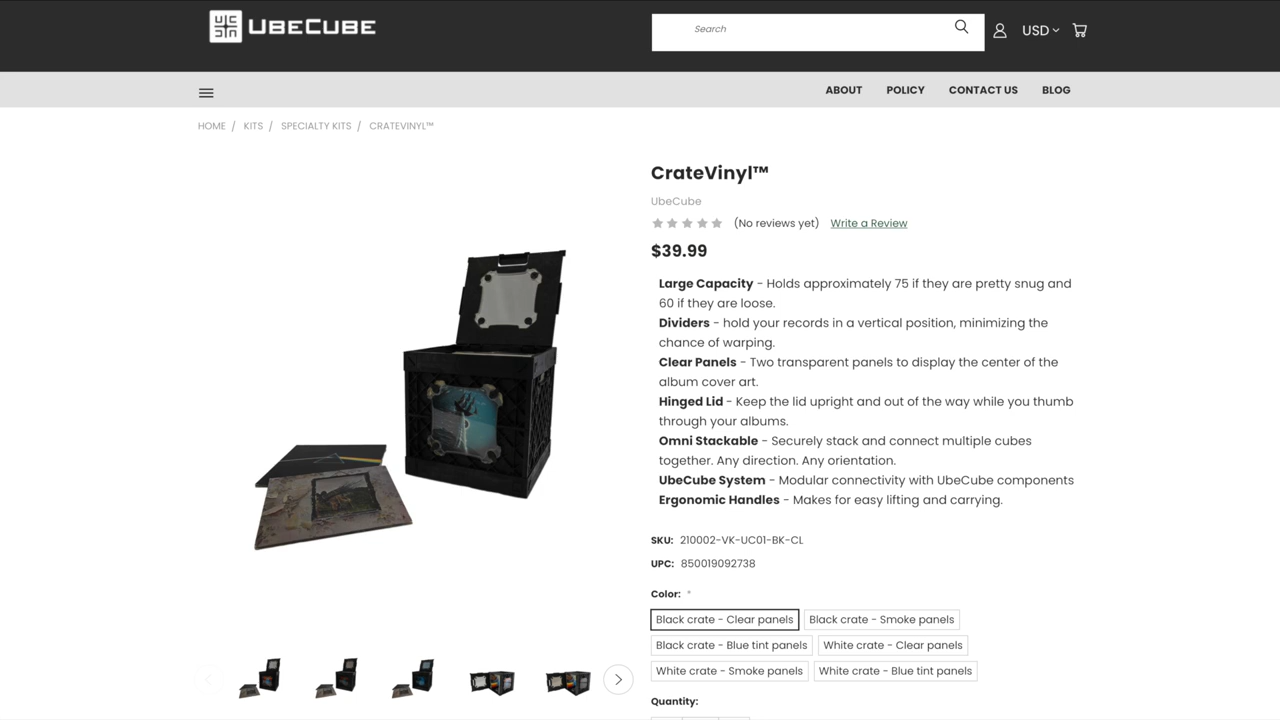 UBECUBE
Search
USD
ABOUT POLICY CONTACT US BLOG
HOME / KITS / SPECIALTY KITS / CRATEVINYL™
CrateVinyl™
UbeCube
(No reviews yet) Write a Review
$39.99
Large Capacity - Holds approximately 75 if they are pretty snug and
60 if they are loose.
Dividers - hold your records in a vertical position, minimizing the
chance of warping.
Clear Panels - Two transparent panels to display the center of the
album cover art.
Hinged Lid - Keep the lid upright and out of the way while you thumb
through your albums.
Omni Stackable - Securely stack and connect multiple cubes
together. Any direction. Any orientation.
UbeCube System - Modular connectivity with UbeCube components
Ergonomic Handles - Makes for easy lifting and carrying.
SKU: 210002-VK-UC01-BK-CL
UPC: 850019092738
Color: *
Black crate - Clear panels Black crate - Smoke panels
Black crate - Blue tint panels White crate - Clear panels
White crate - Smoke panels White crate - Blue tint panels
Quantity: